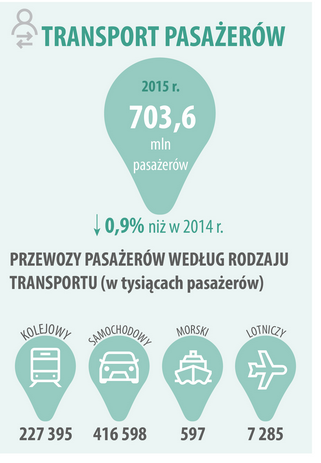 TRANSPORT PASAŻERÓW
2015 r.
703,6
mln
pasażerów
↓ 0,9% niż w 2014 r.
PRZEWOZY PASAŻERÓW WEDŁUG RODZAJU
TRANSPORTU (w tysiącach pasażerów)
KOLEJOWY SAMOCHODOWY MORSKI LOTNICZY
227 395 416 598 597 7 285